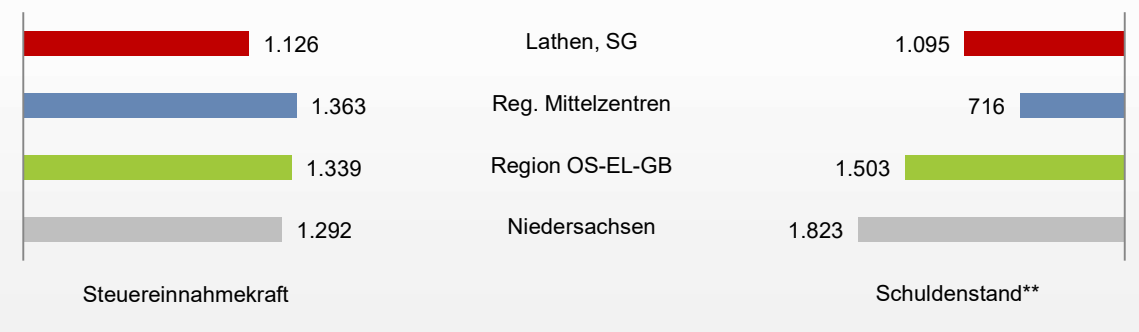 1.126 Lathen, SG 1.095
1.363 Reg. Mittelzentren 716
1.339 Region OS-EL-GB 1.503
1.292 Niedersachsen 1.823
Steuereinnahmekraft Schuldenstand**